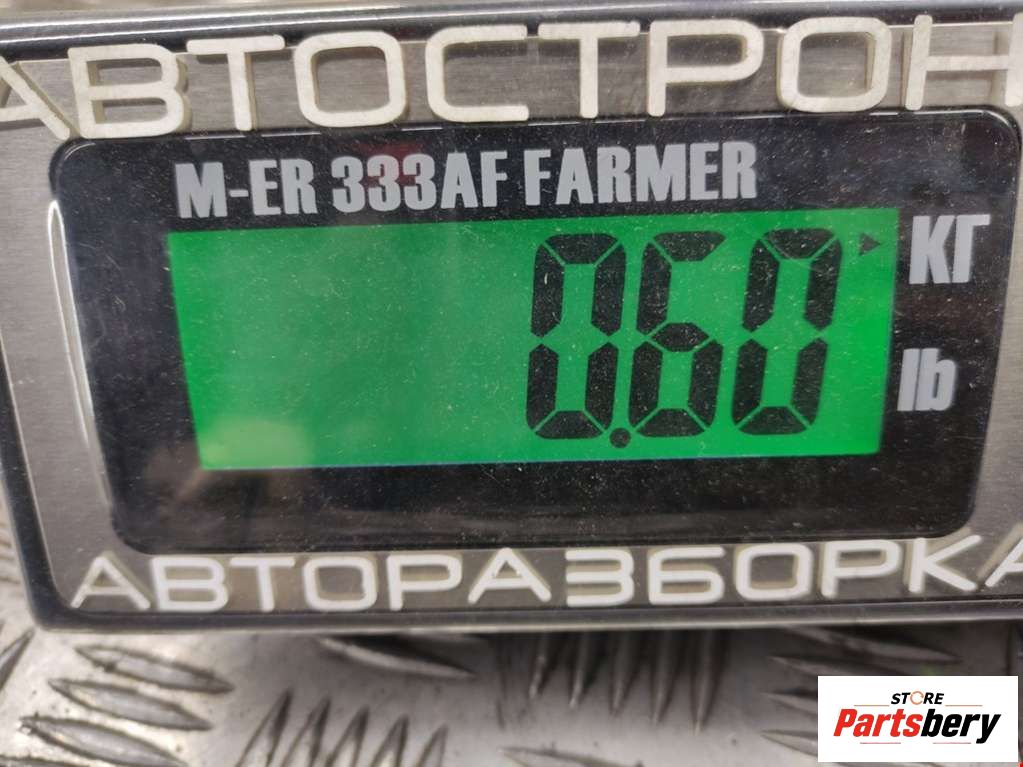 АВТОСТРОН
M-ER 333AF FARMER
0.60
КГ
lb
АВТОРАЗБОРКА
STORE
Partsbery